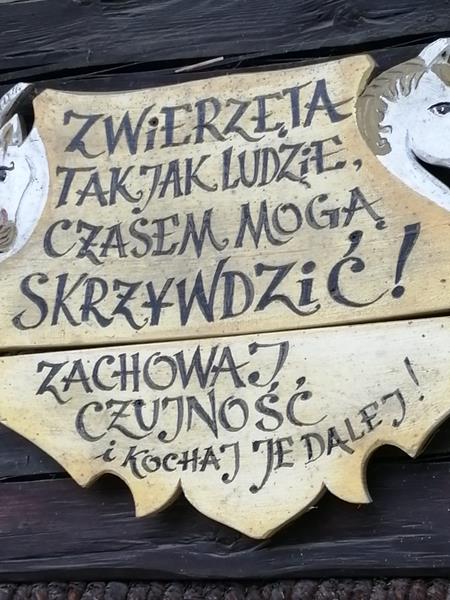 ZWiERZĘTA
TAK JAK LUDZIE,
CZASEM MOGĄ
SKRZYWDZiĆ!
ZACHOWAJ,
CZUJNOŚĆ
i KOCHAJ JE DALEJ!